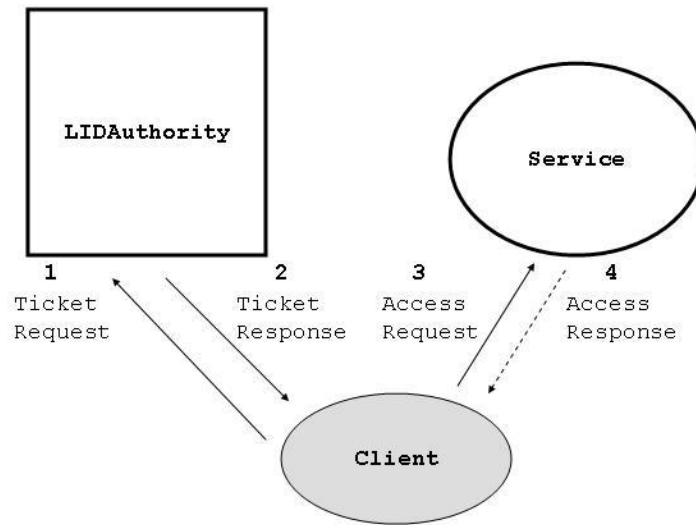 LIDAuthority
Service
1 2 3 4
Ticket Ticket Access Access
Request Response Request Response
Client